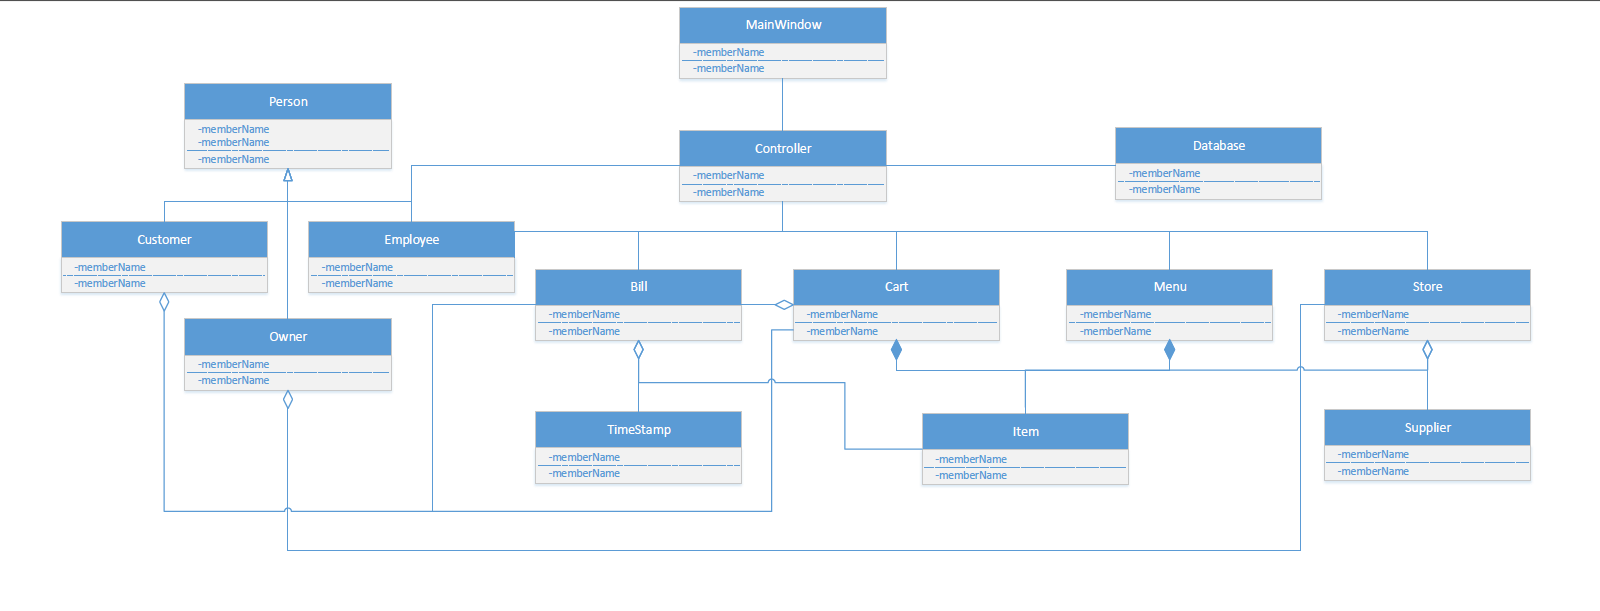 MainWindow
-memberName
-memberName
Person
-memberName
-memberName
-memberName
Controller
-memberName
-memberName
Database
-memberName
-memberName
Customer
-memberName
-memberName
Employee
-memberName
-memberName
Bill
-memberName
-memberName
Cart
-memberName
-memberName
Menu
-memberName
-memberName
Store
-memberName
-memberName
Owner
-memberName
-memberName
TimeStamp
-memberName
-memberName
Item
-memberName
-memberName
Supplier
-memberName
-memberName